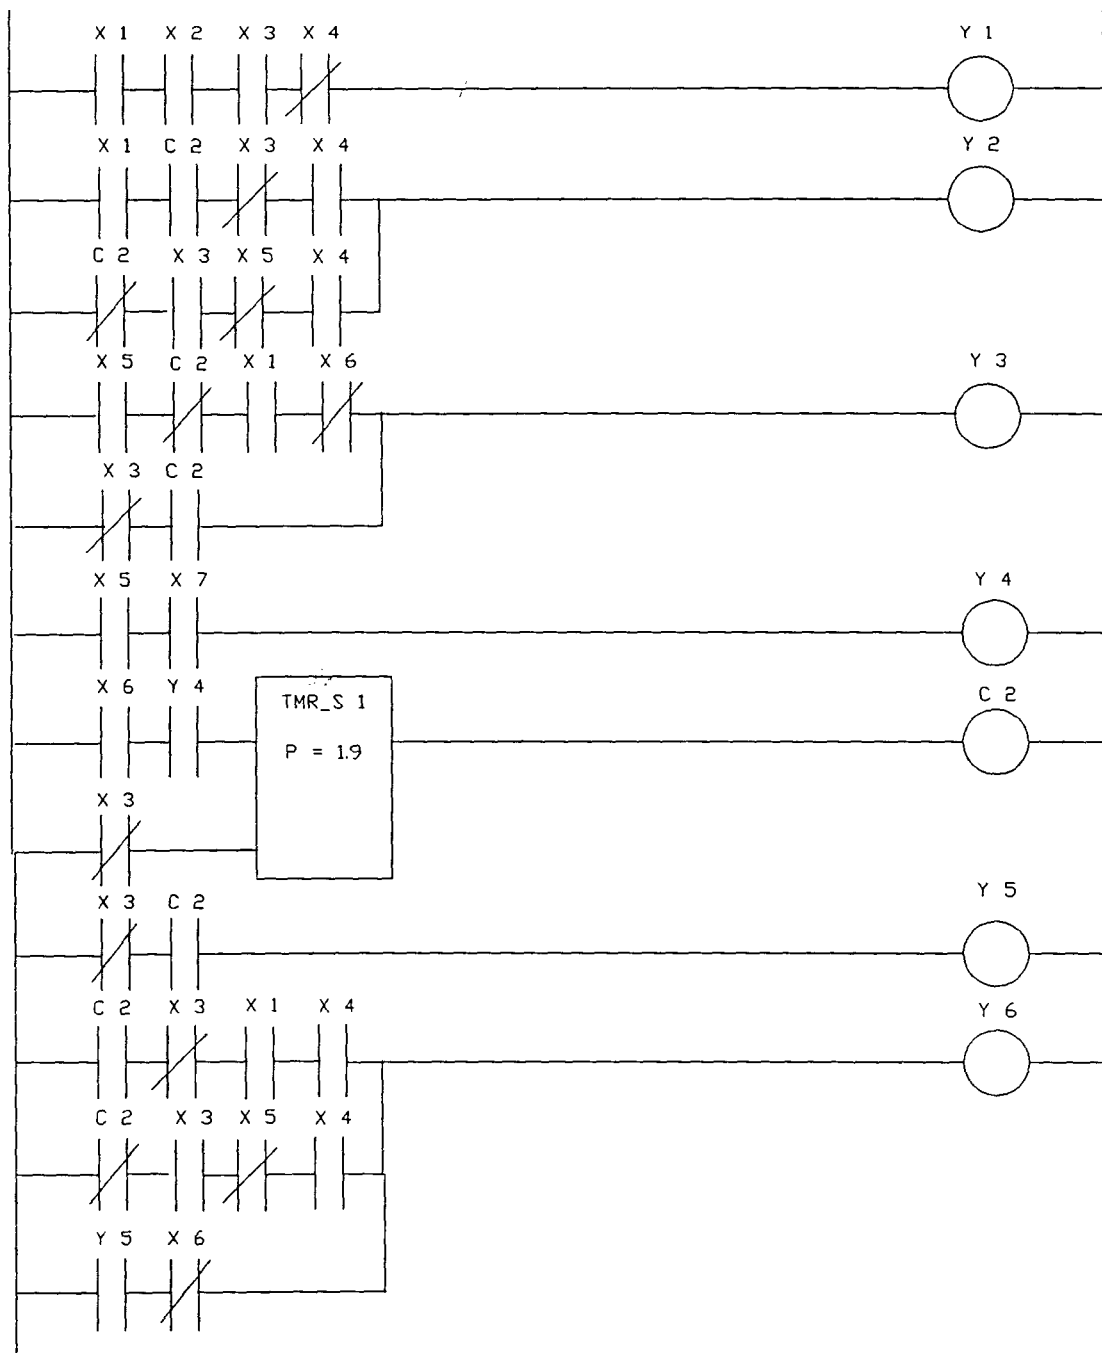 X 1 X 2 X 3 X 4 Y 1
X 1 C 2 X 3 X 4 Y 2
C 2 X 3 X 5 X 4
X 5 C 2 X 1 X 6 Y 3
X 3 C 2
X 5 X 7 Y 4
X 6 Y 4 TMR_S 1 C 2
P = 1.9
X 3
X 3 C 2 Y 5
C 2 X 3 X 1 X 4 Y 6
C 2 X 3 X 5 X 4
Y 5 X 6